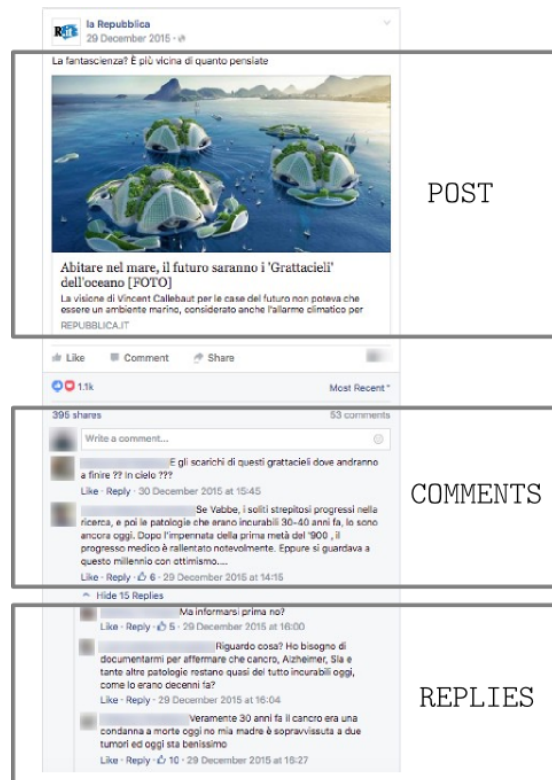 la Repubblica
29 December 2015 ·
La fantascienza? È più vicina di quanto pensiate
POST
Abitare nel mare, il futuro saranno i 'Grattacieli'
dell'oceano [FOTO]
La visione di Vincent Callebaut per le case del futuro non poteva che
essere un ambiente marino, considerato anche l'allarme climatico per
REPUBBLICA.IT
Like Comment Share
1.1k Most Recent
395 shares 53 comments
Write a comment...
E gli scarichi di questi grattacieli dove andranno
a finire ?? In cielo ???
Like · Reply · 30 December 2015 at 15:45
COMMENTS
Se Vabbe, i soliti strepitosi progressi nella
ricerca, e poi le patologie che erano incurabili 30-40 anni fa, lo sono
ancora oggi. Dopo l'impennata della prima metà del '900 , il
progresso medico è rallentato notevolmente. Eppure si guardava a
questo millennio con ottimismo....
Like · Reply · 6 · 29 December 2015 at 14:15
Hide 15 Replies
Ma informarsi prima no?
Like · Reply · 5 · 29 December 2015 at 16:00
Riguardo cosa? Ho bisogno di
documentarmi per affermare che cancro, Alzheimer, Sla e
tante altre patologie restano quasi del tutto incurabili oggi,
come lo erano decenni fa?
Like · Reply · 29 December 2015 at 16:04
REPLIES
Veramente 30 anni fa il cancro era una
condanna a morte oggi no mia madre è sopravvissuta a due
tumori ed oggi sta benissimo
Like · Reply · 10 · 29 December 2015 at 16:27